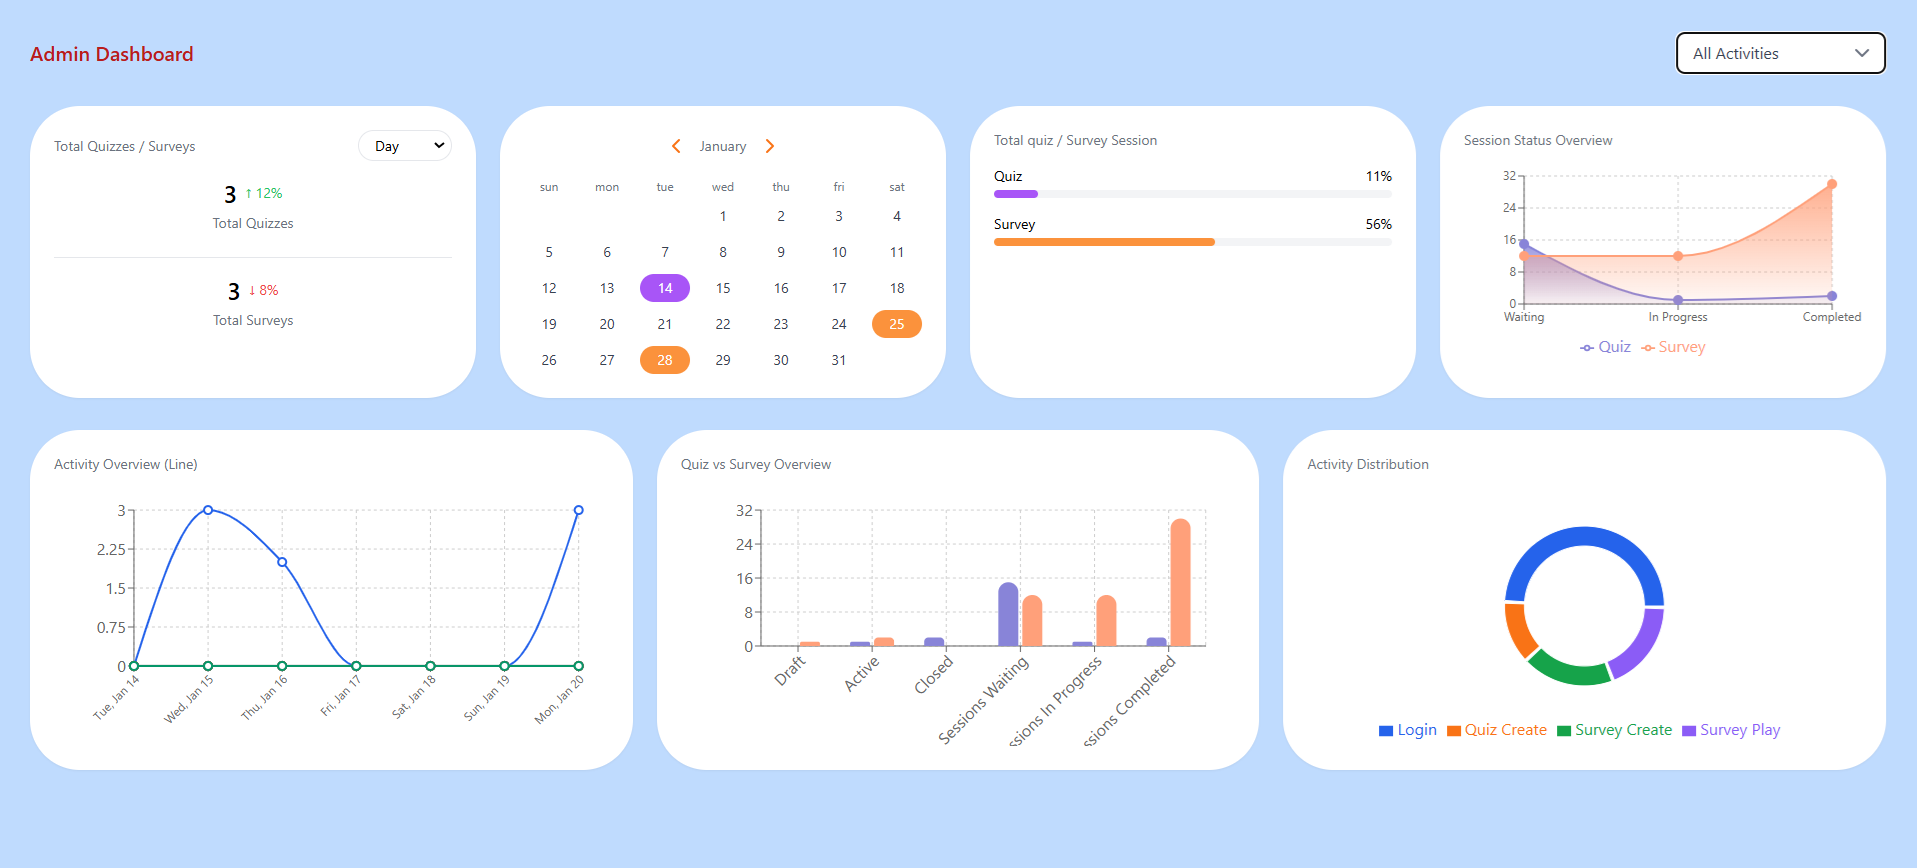 Admin Dashboard
All Activities
Total Quizzes / Surveys
Day
3 ↑ 12%
Total Quizzes
3 ↓ 8%
Total Surveys
January
sun mon tue wed thu fri sat
1 2 3 4
5 6 7 8 9 10 11
12 13 14 15 16 17 18
19 20 21 22 23 24 25
26 27 28 29 30 31
Total quiz / Survey Session
Quiz 11%
Survey 56%
Session Status Overview
32
24
16
8
0
Waiting In Progress Completed
Quiz Survey
Activity Overview (Line)
3
2.25
1.5
0.75
0
Tue, Jan 14
Wed, Jan 15
Thu, Jan 16
Fri, Jan 17
Sat, Jan 18
Sun, Jan 19
Mon, Jan 20
Quiz vs Survey Overview
32
24
16
8
0
Draft
Active
Closed
Sessions Waiting
ssions In Progress
ssions Completed
Activity Distribution
Login Quiz Create Survey Create Survey Play